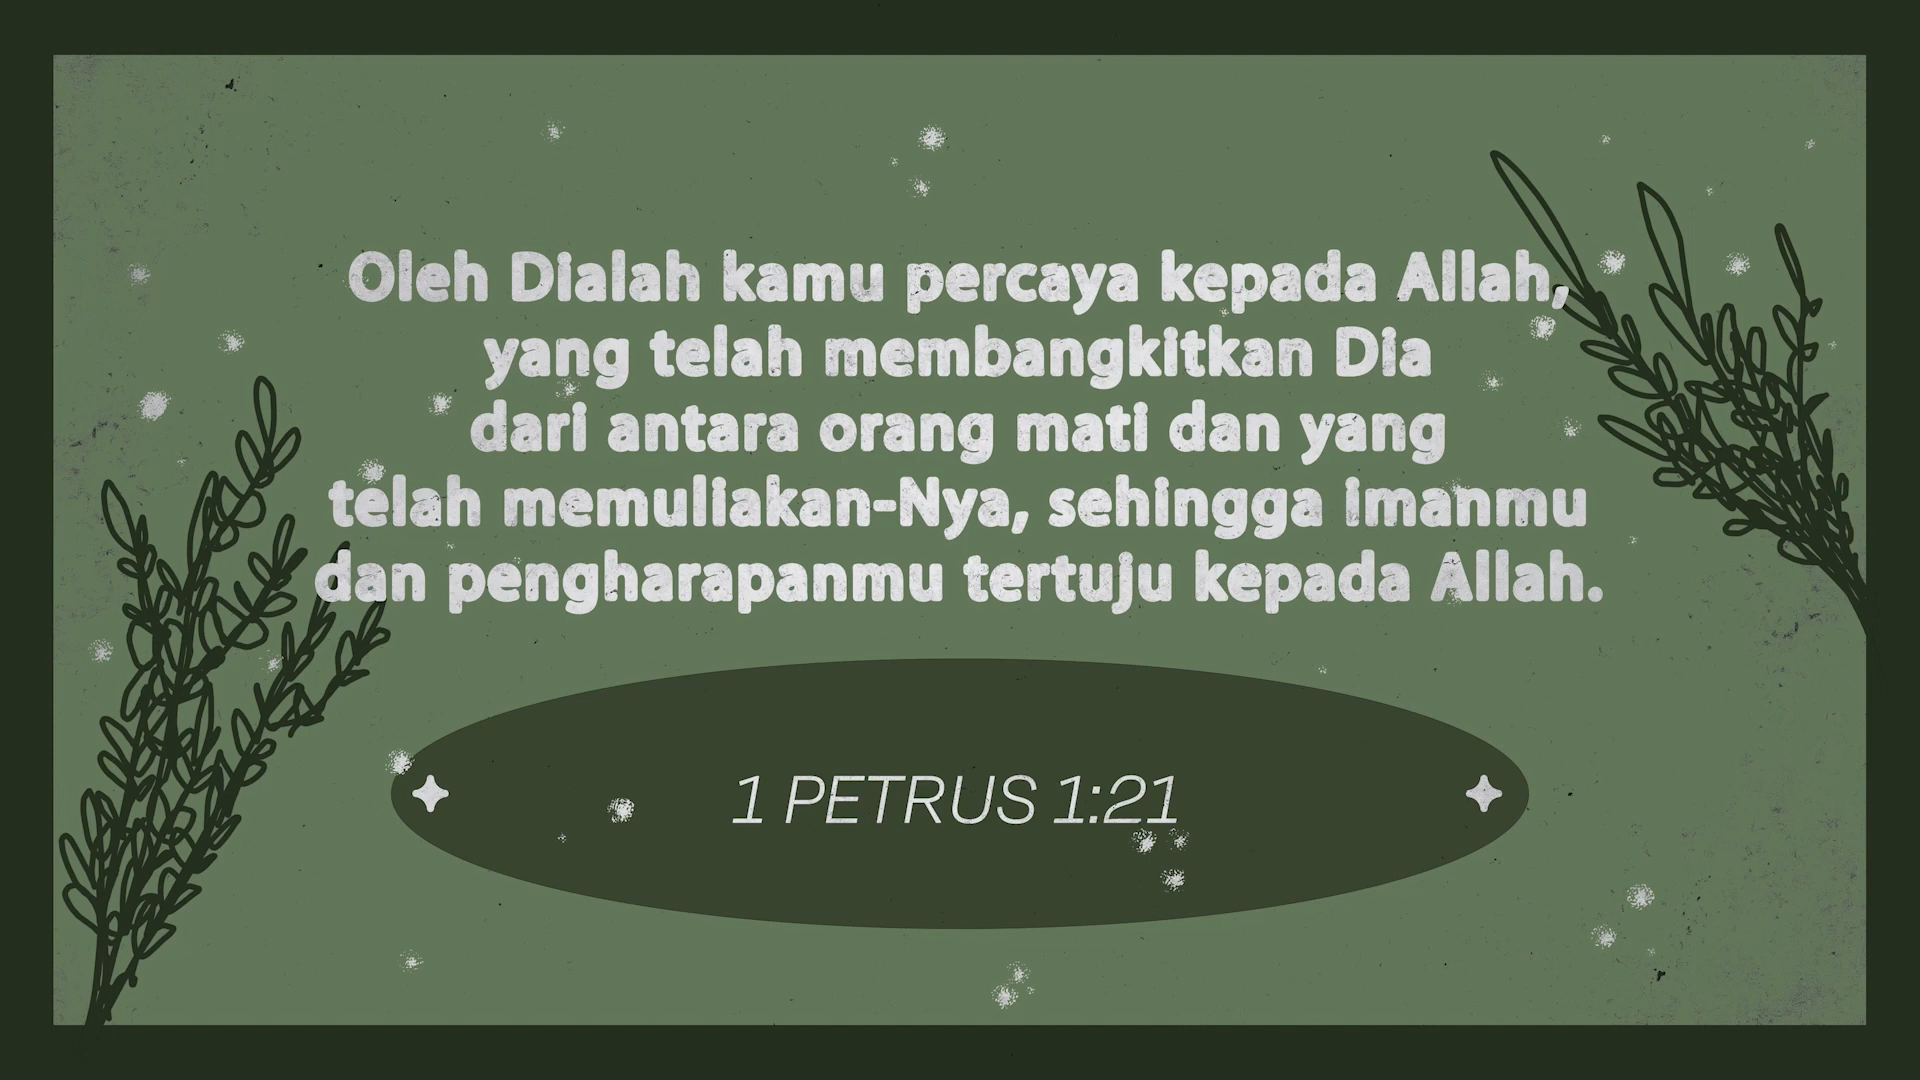 Oleh Dialah kamu percaya kepada Allah,
yang telah membangkitkan Dia
dari antara orang mati dan yang
telah memuliakan-Nya, sehingga imanmu
dan pengharapanmu tertuju kepada Allah.
1 PETRUS 1:21